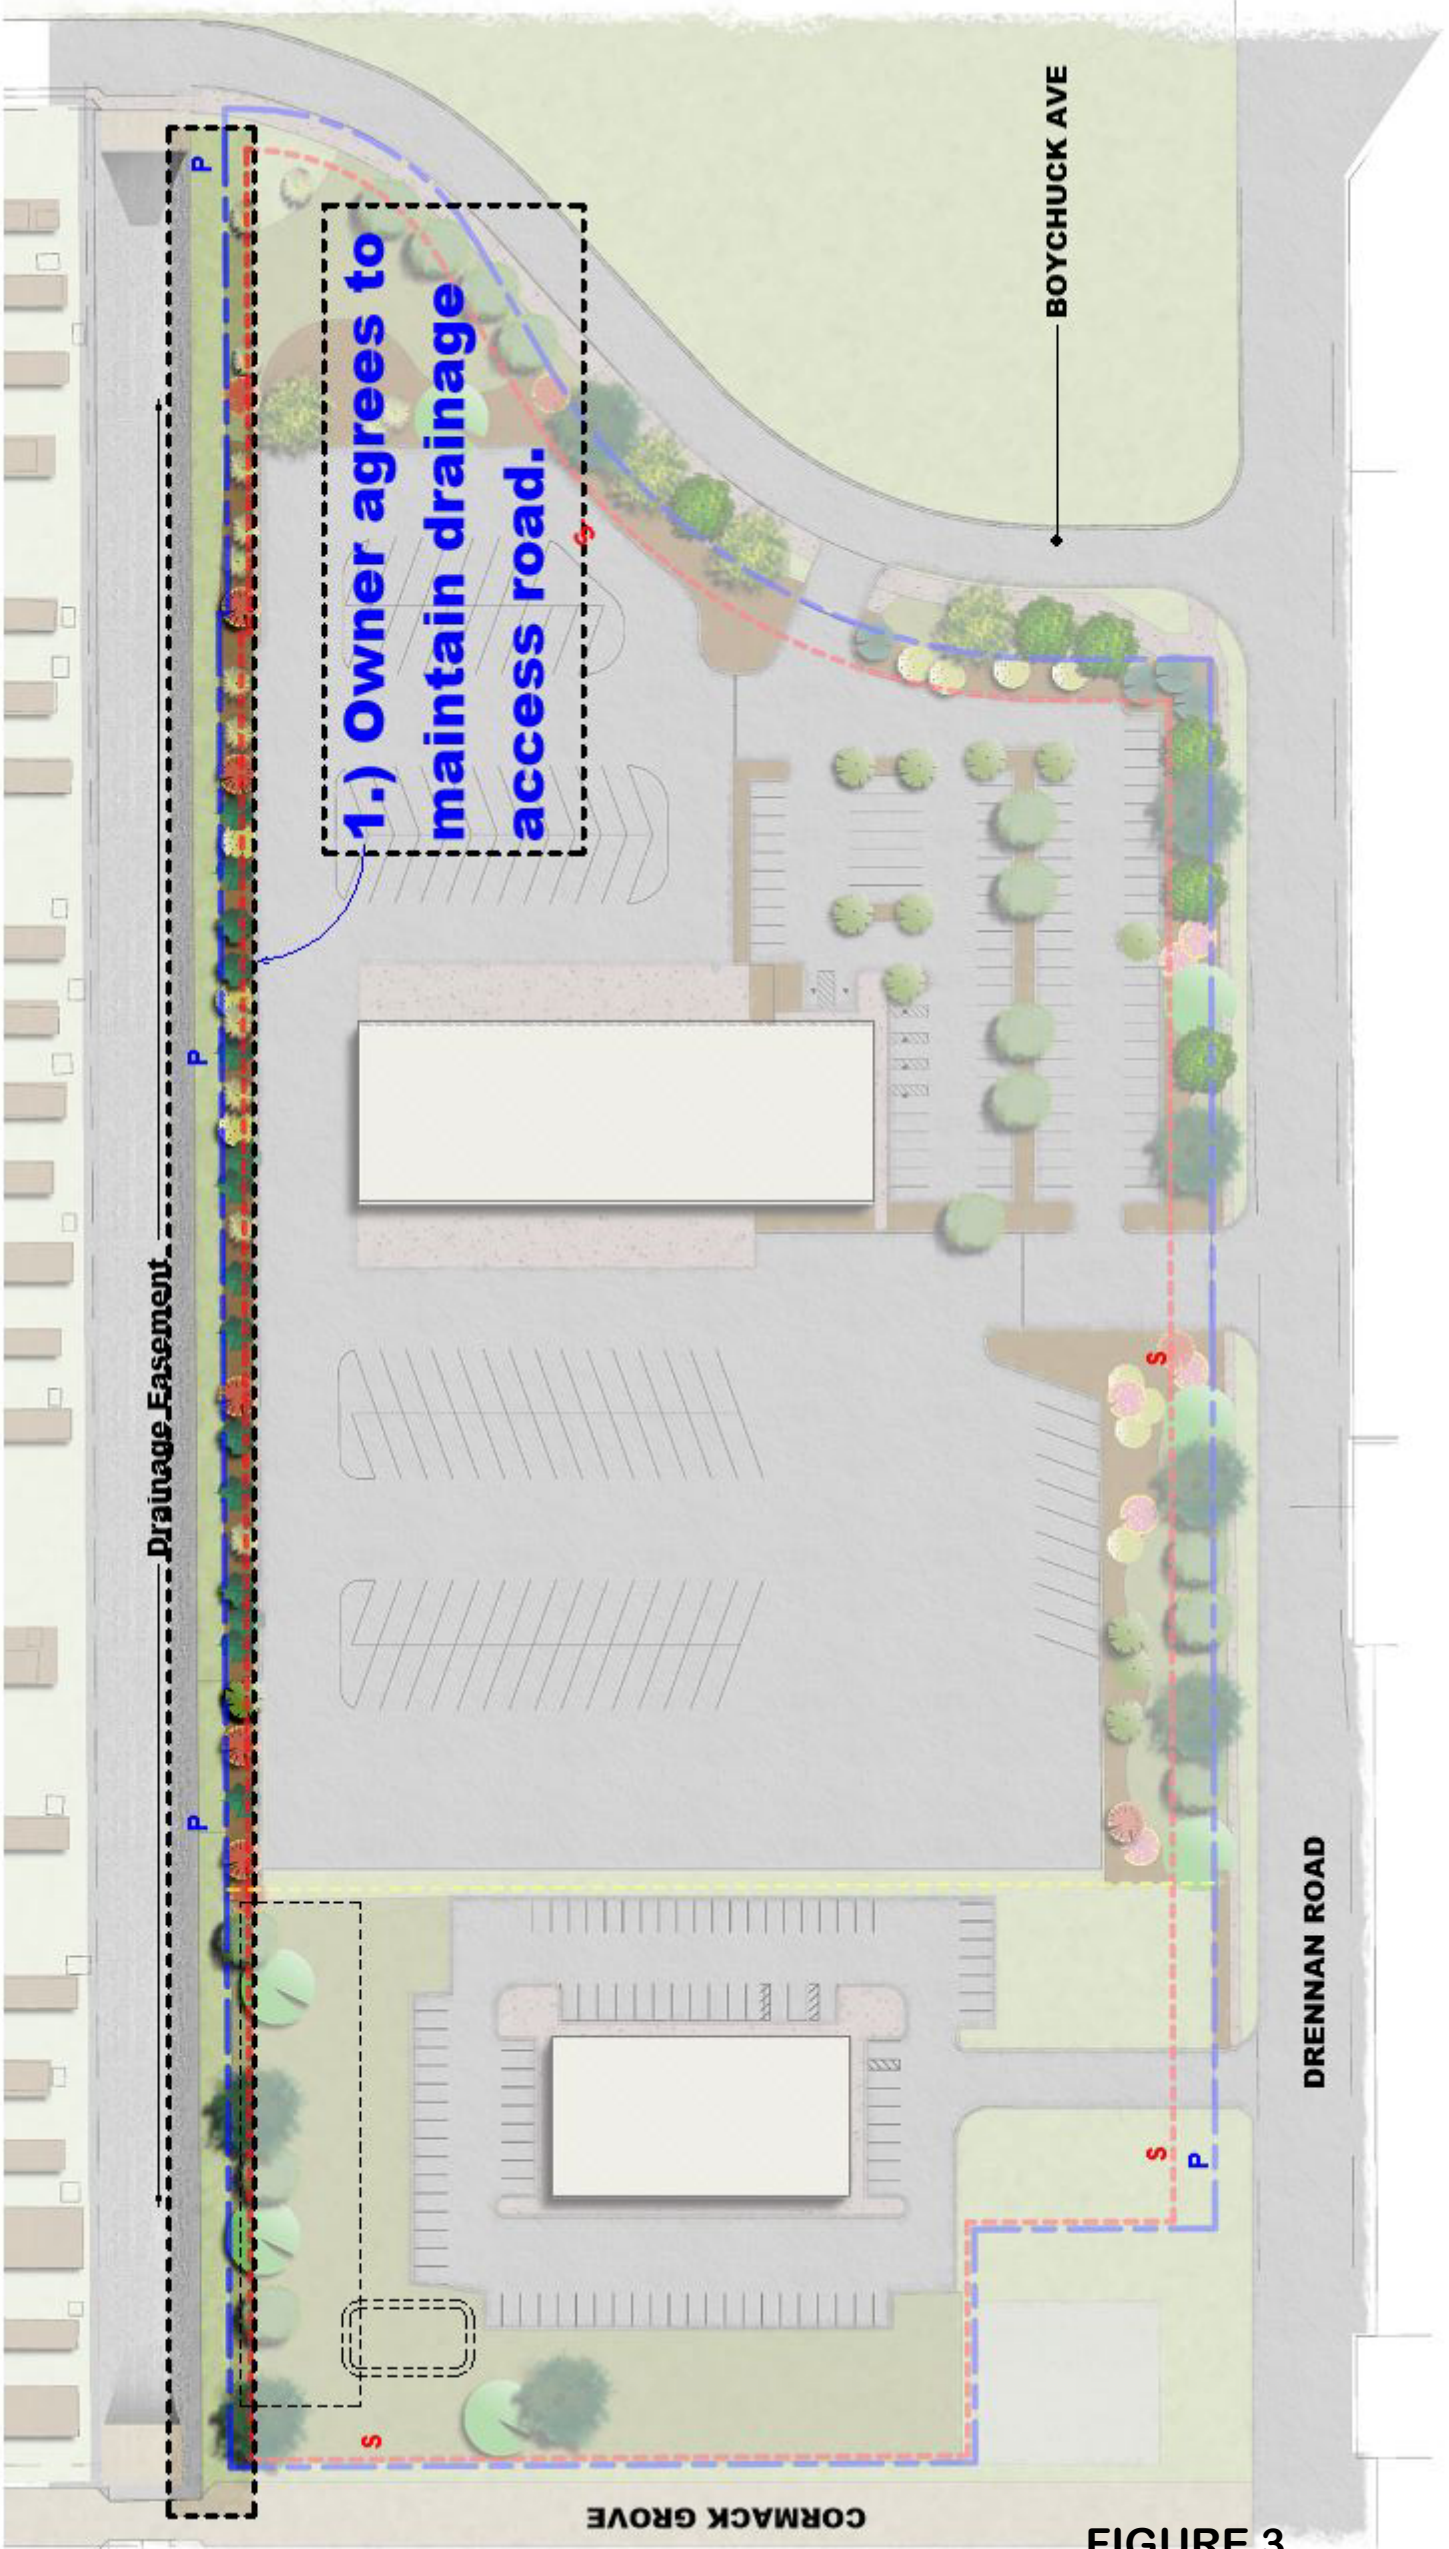 BOYCHUCK AVE
1.) Owner agrees to
maintain drainage
access road.
P
P
P
P
S
S
S
S
Drainage Easement
DRENNAN ROAD
CORMACK GROVE
FIGURE 3